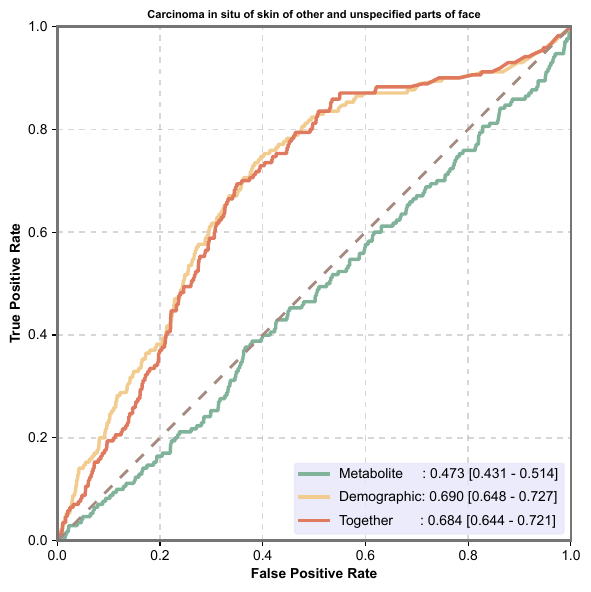 Carcinoma in situ of skin of other and unspecified parts of face
1.0
0.8
0.6
0.4
0.2
0.0
True Positive Rate
Metabolite : 0.473 [0.431 - 0.514]
Demographic: 0.690 [0.648 - 0.727]
Together : 0.684 [0.644 - 0.721]
0.0 0.2 0.4 0.6 0.8 1.0
False Positive Rate